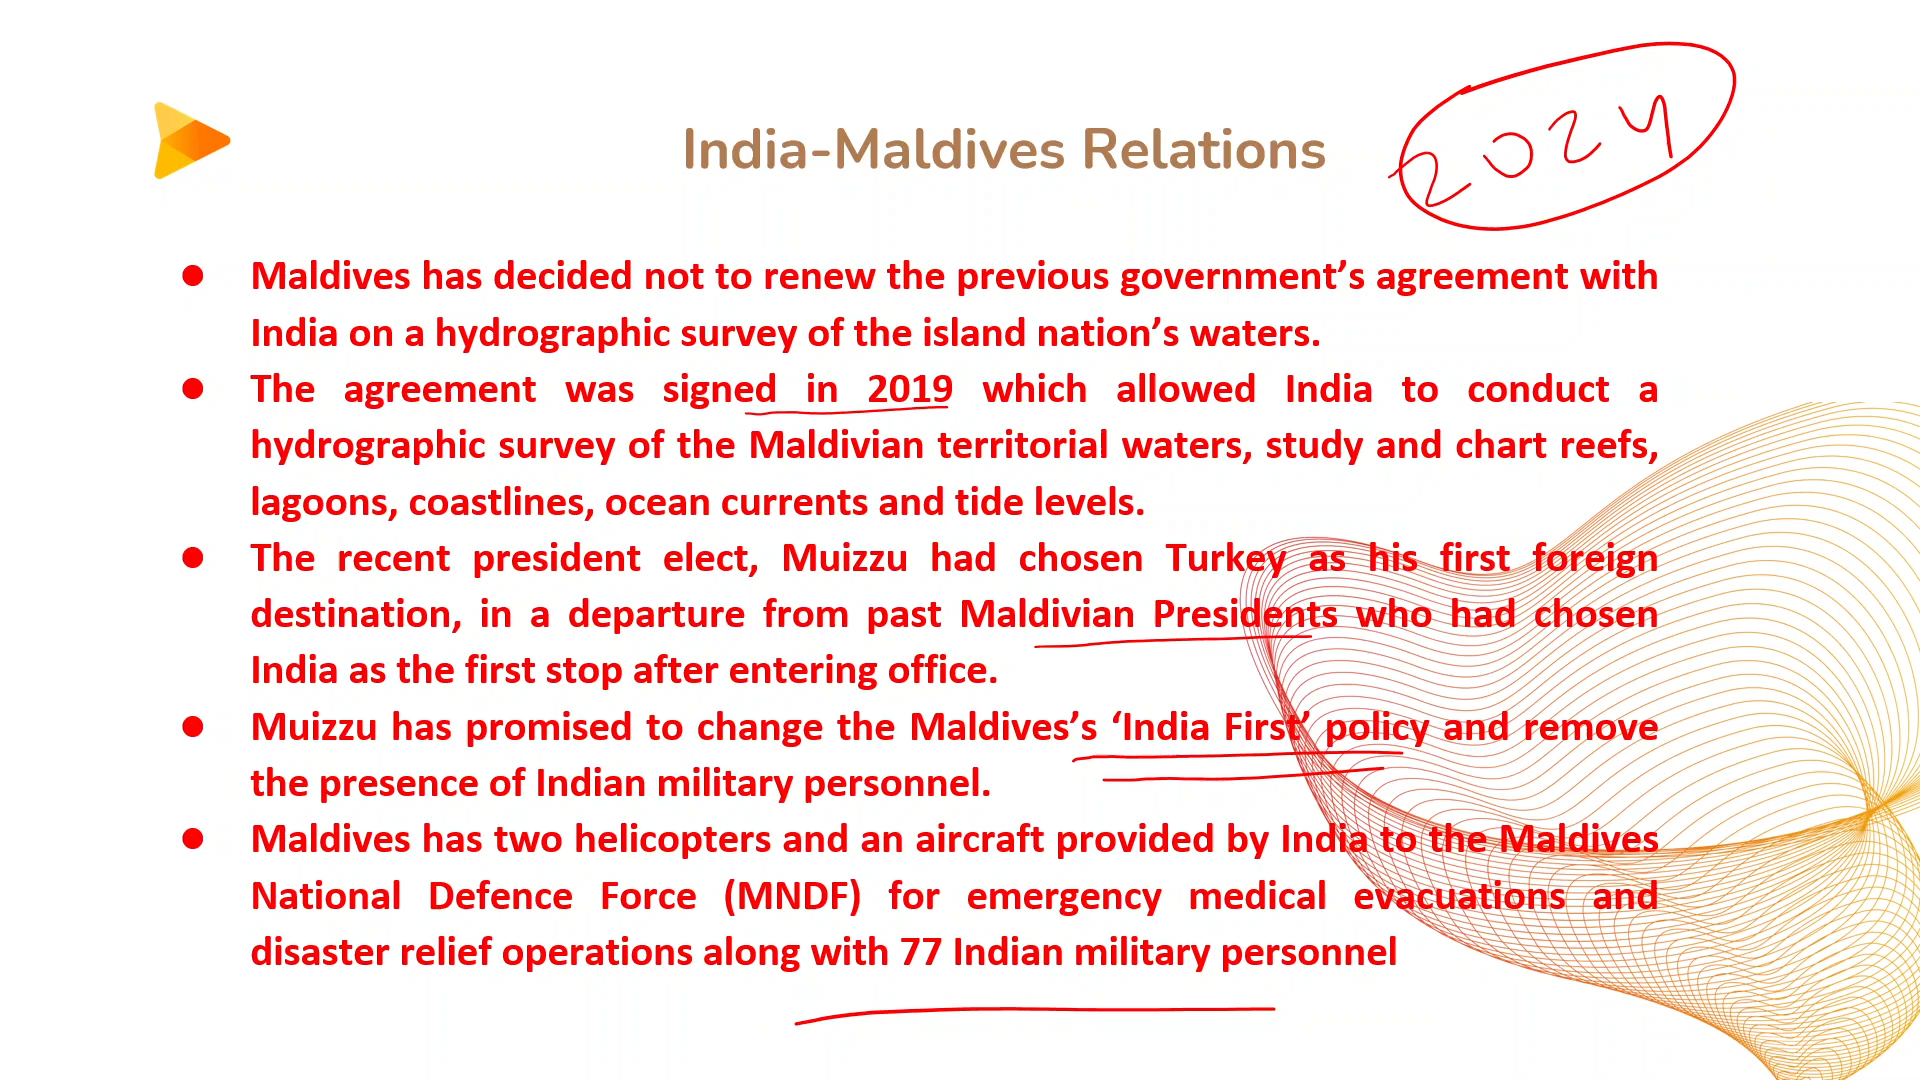 India-Maldives Relations
2024
● Maldives has decided not to renew the previous government’s agreement with
India on a hydrographic survey of the island nation’s waters.
● The agreement was signed in 2019 which allowed India to conduct a
hydrographic survey of the Maldivian territorial waters, study and chart reefs,
lagoons, coastlines, ocean currents and tide levels.
● The recent president elect, Muizzu had chosen Turkey as his first foreign
destination, in a departure from past Maldivian Presidents who had chosen
India as the first stop after entering office.
● Muizzu has promised to change the Maldives’s ‘India First’ policy and remove
the presence of Indian military personnel.
● Maldives has two helicopters and an aircraft provided by India to the Maldives
National Defence Force (MNDF) for emergency medical evacuations and
disaster relief operations along with 77 Indian military personnel